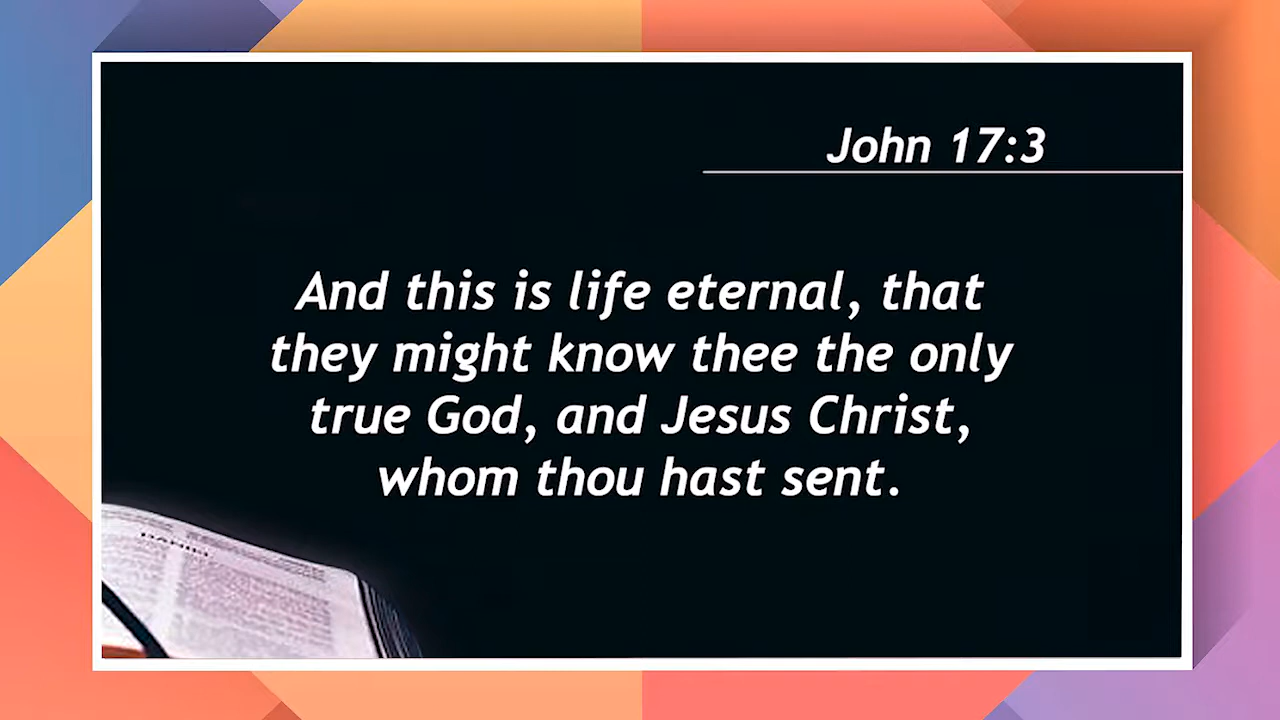 John 17:3
And this is life eternal, that
they might know thee the only
true God, and Jesus Christ,
whom thou hast sent.
DANIEL